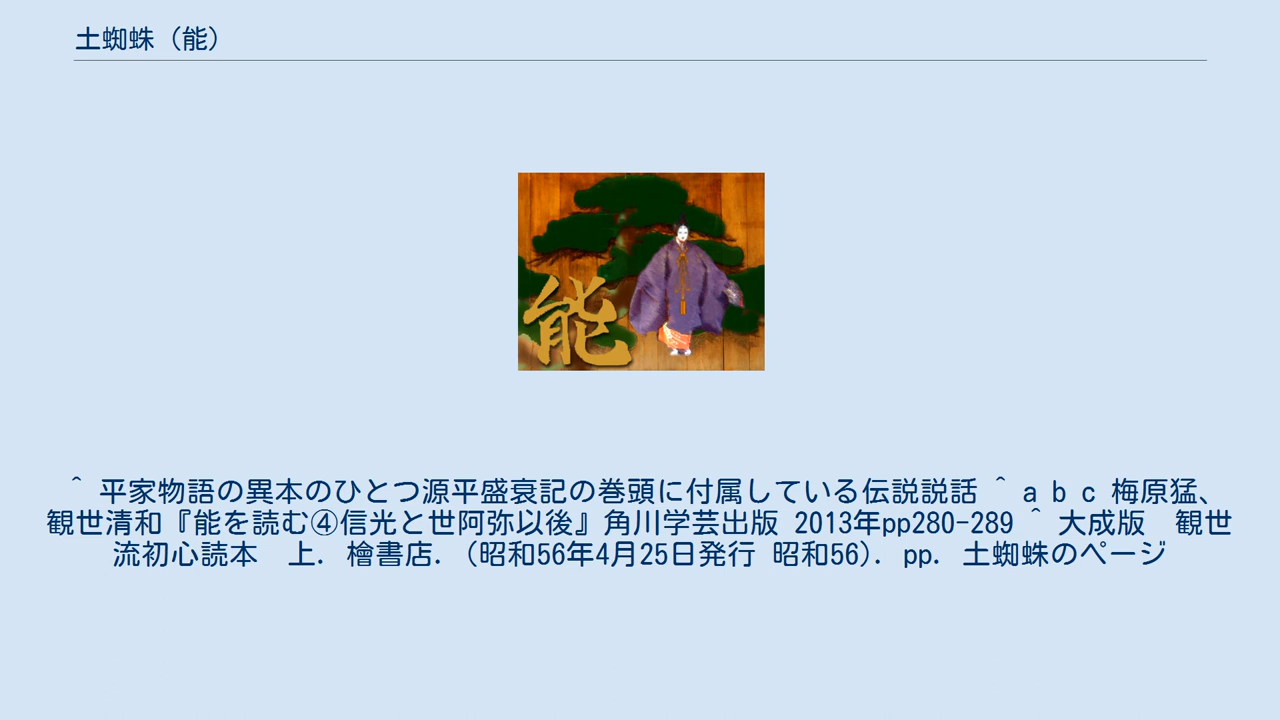 土蜘蛛（能）
能
^ 平家物語の異本のひとつ源平盛衰記の巻頭に付属している伝説説話 ^ a b c 梅原猛、
観世清和『能を読む④信光と世阿弥以後』角川学芸出版 2013年pp280-289 ^ 大成版　観世
流初心読本　上. 檜書店. (昭和56年4月25日発行 昭和56). pp. 土蜘蛛のページ